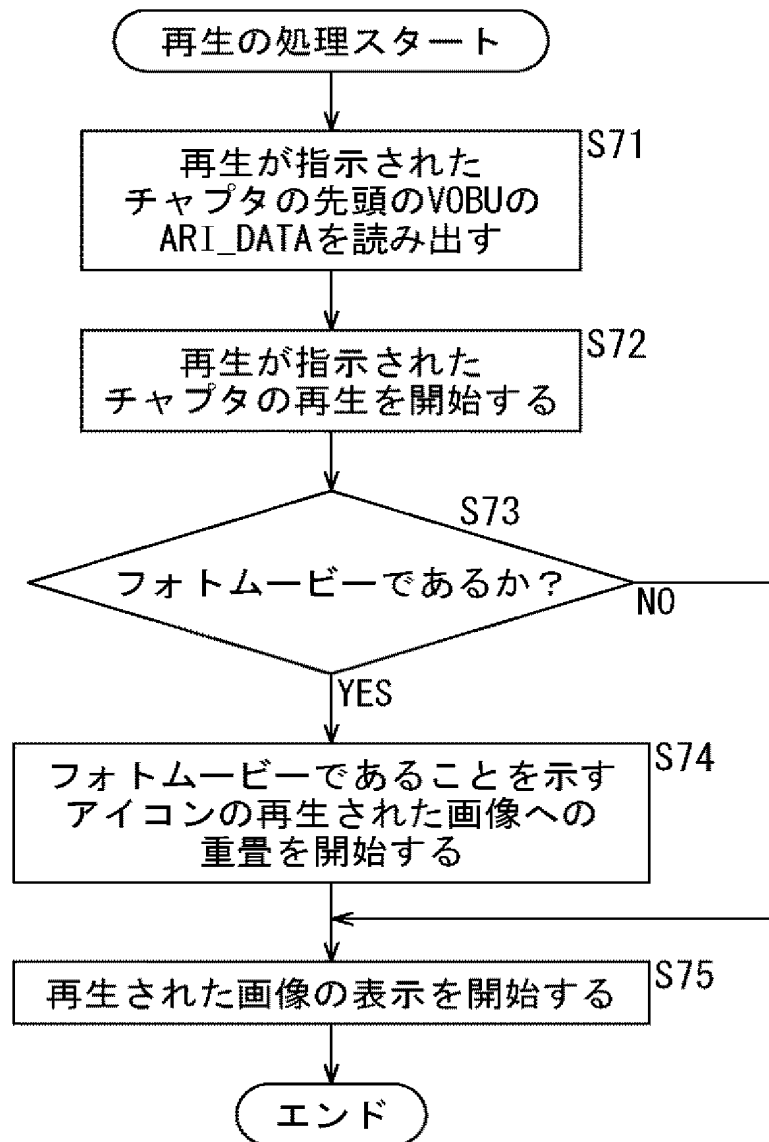 再生の処理スタート
S71
再生が指示された
チャプタの先頭のVOBUの
ARI_DATAを読み出す
S72
再生が指示された
チャプタの再生を開始する
S73
フォトムービーであるか？
NO
YES
S74
フォトムービーであることを示す
アイコンの再生された画像への
重畳を開始する
S75
再生された画像の表示を開始する
エンド